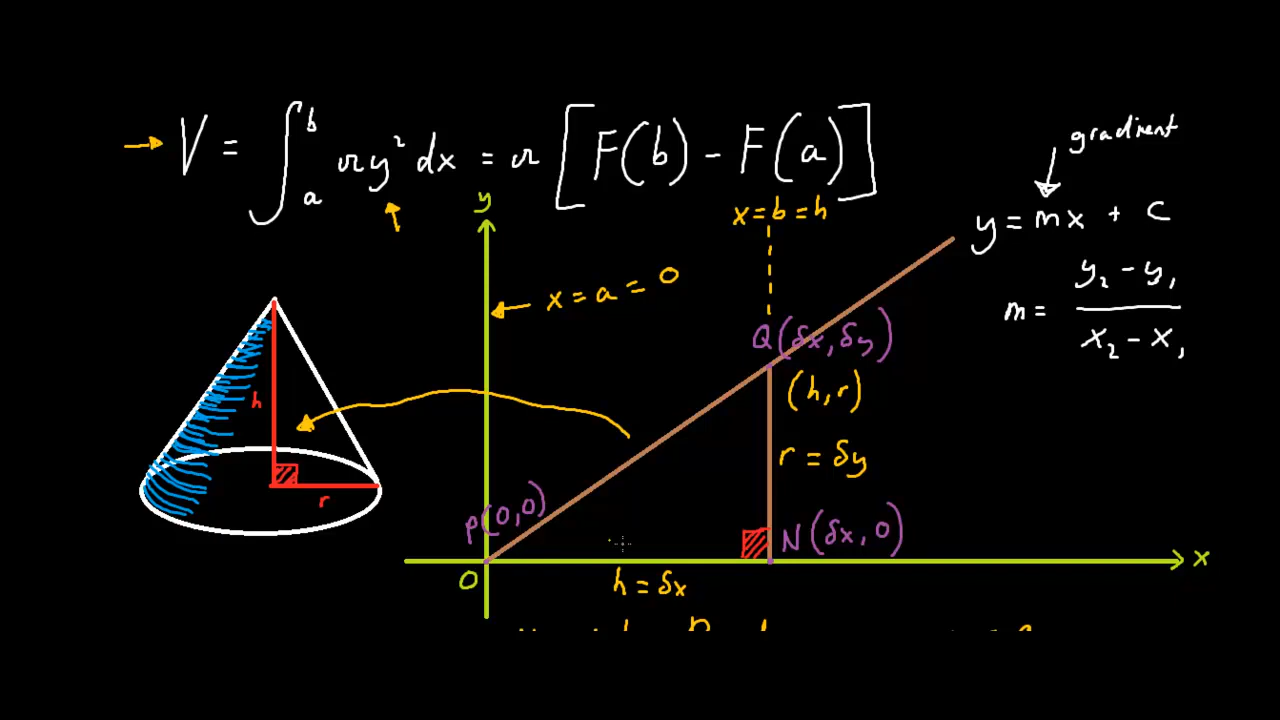 V = ∫ₐᵇ πy² dx = π [F(b) - F(a)]
gradient
y = mx + c
m = (y₂ - y₁)/(x₂ - x₁)
y
x = b = h
x = a = 0
Q(δx, δy)
(h, r)
h
r = δy
r
P(0,0)
N(δx, 0)
x
O
h = δx